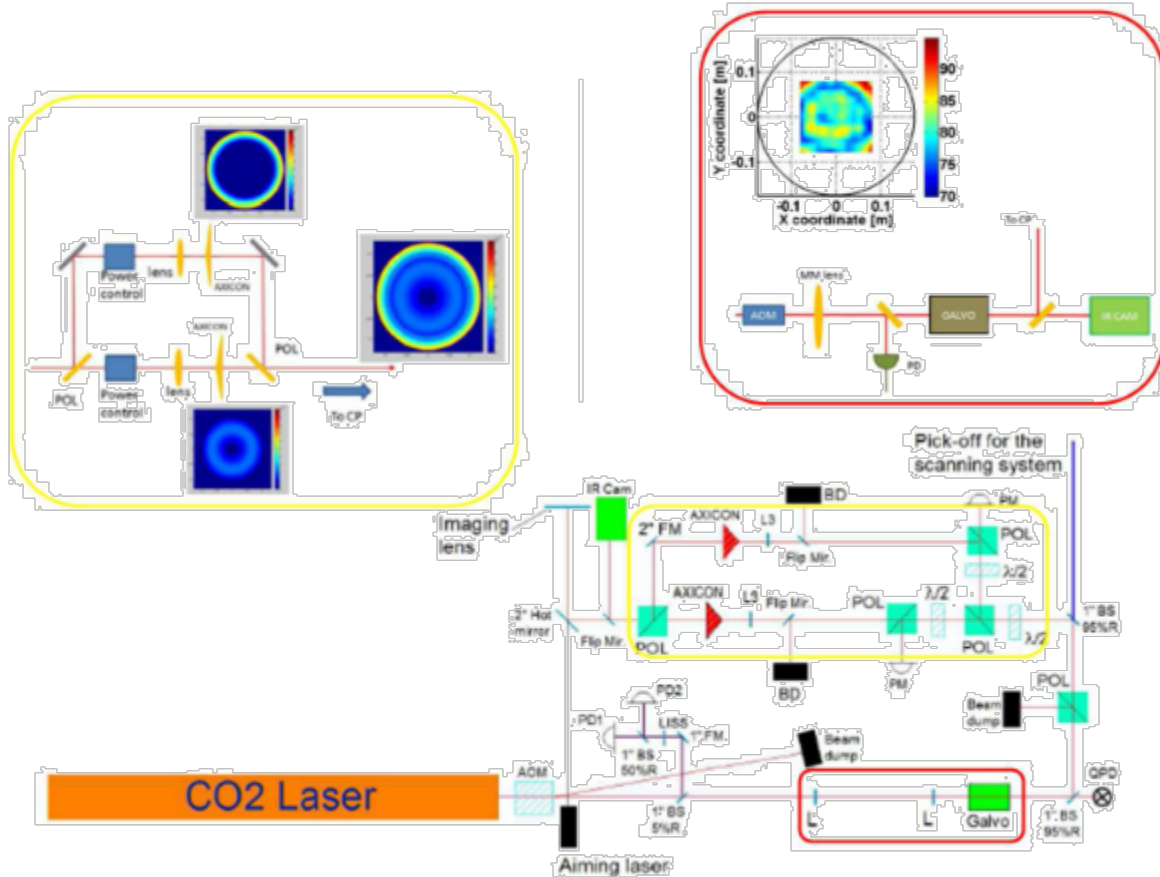 Y coordinate [m]
0.1
0
-0.1
-0.1 0 0.1
X coordinate [m]
90
85
80
75
70
To CP
MM lens
AOM
GALVO
IR CAM
PD
Power
control
lens
AXICON
AXICON
POL
POL
Power
control
lens
To CP
Pick-off for the
scanning system
IR Cam
BD
PM
Imaging
lens
2" FM
AXICON
L3
Flip Mir.
POL
λ/2
AXICON
L3
Flip Mir.
POL
λ/2
2" Hot
mirror
Flip Mir.
POL
BD
PM
POL
λ/2
1" BS
95%R
POL
Beam
dump
PD2
PD1
LISS
1" FM
1" BS
50%R
Beam
dump
AOM
CO2 Laser
1" BS
5%R
L
L
Galvo
1" BS
95%R
QPD
Aiming laser